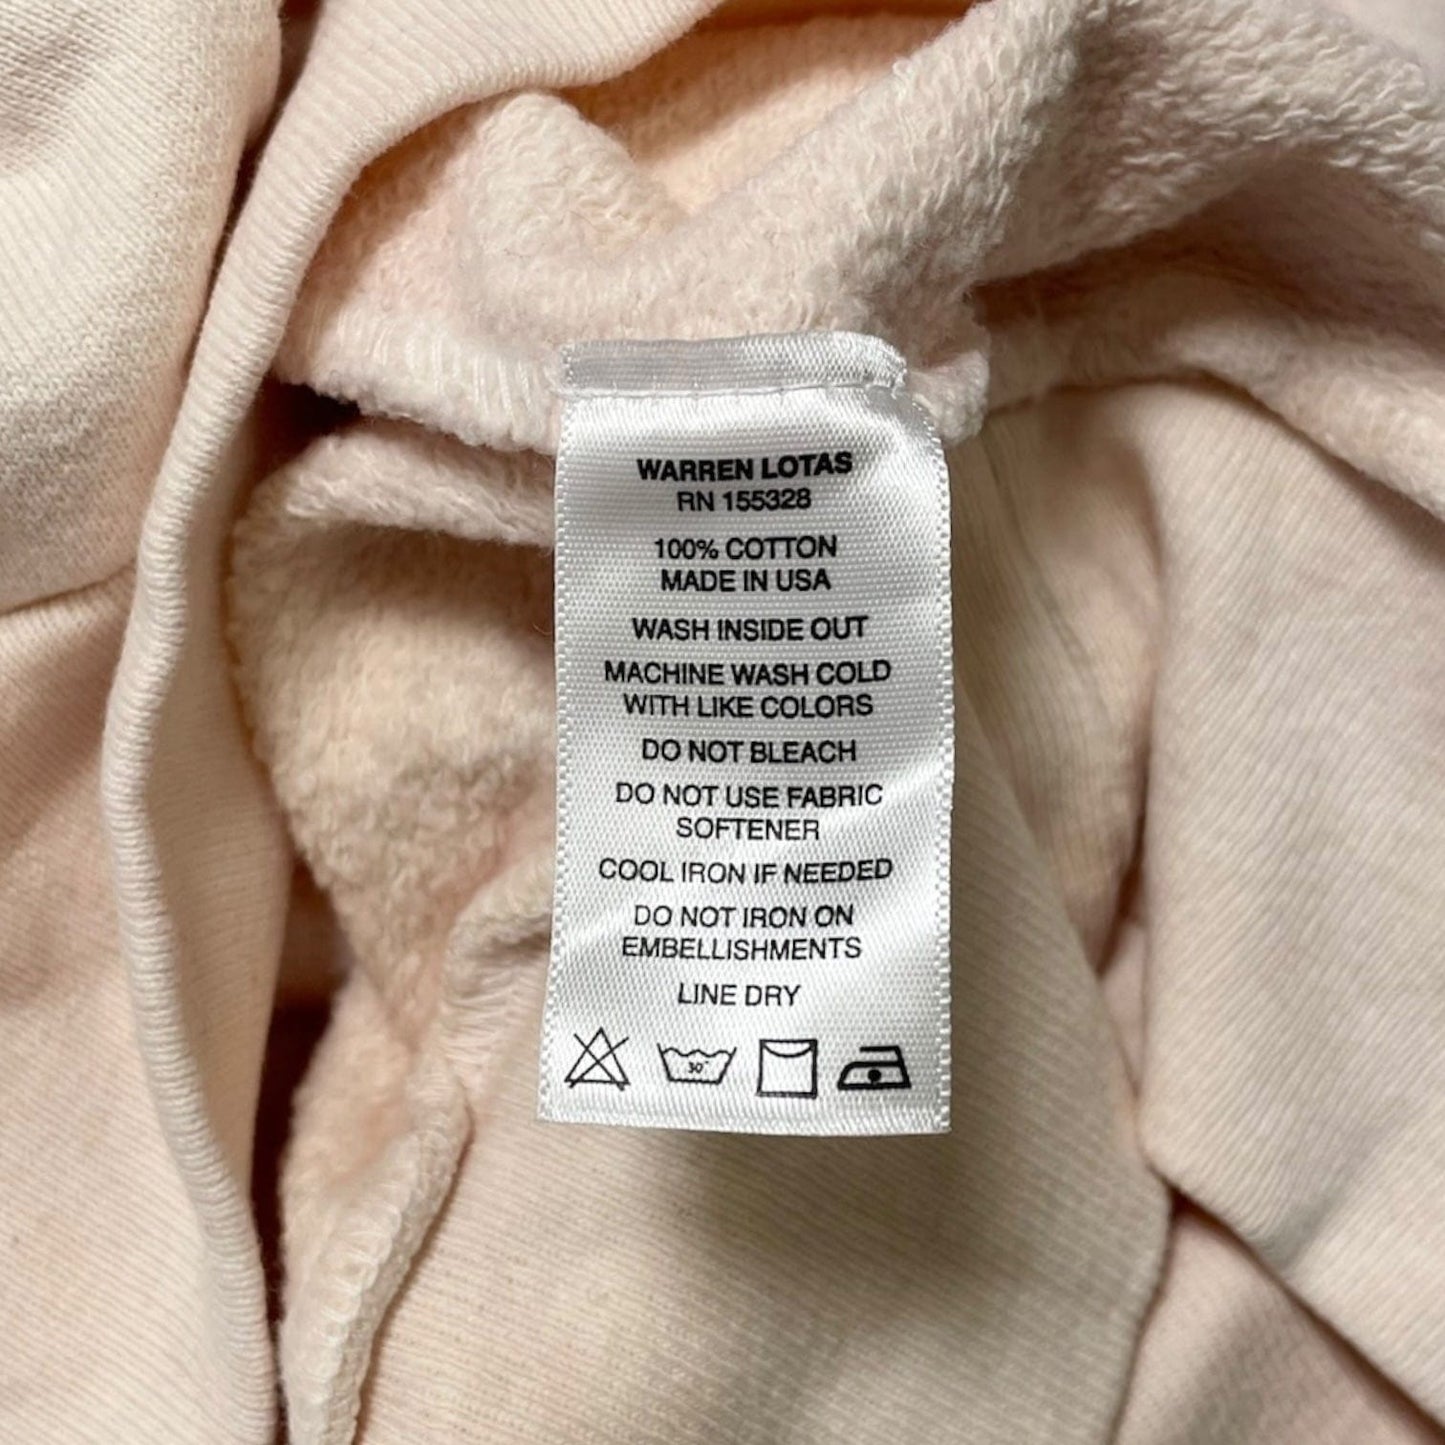 WARREN LOTAS
RN 155328
100% COTTON
MADE IN USA
WASH INSIDE OUT
MACHINE WASH COLD
WITH LIKE COLORS
DO NOT BLEACH
DO NOT USE FABRIC
SOFTENER
COOL IRON IF NEEDED
DO NOT IRON ON
EMBELLISHMENTS
LINE DRY
30°